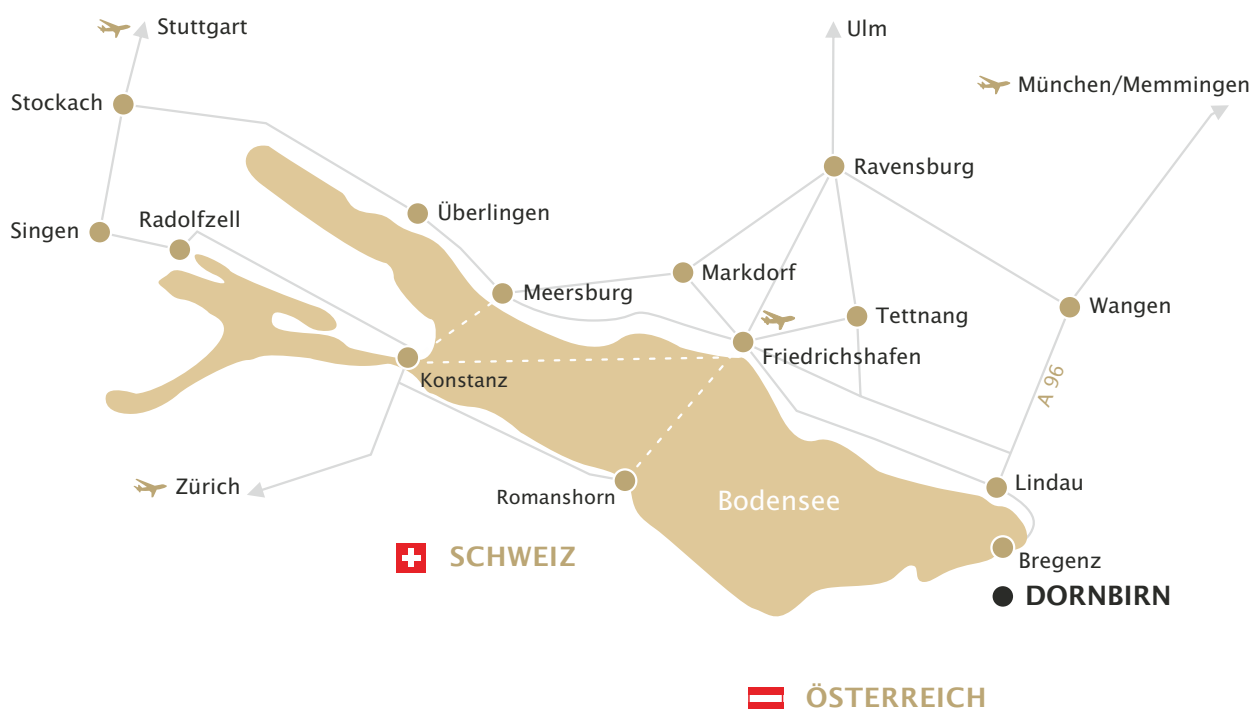 Stuttgart
Ulm
München/Memmingen
Stockach
Ravensburg
Überlingen
Radolfzell
Singen
Markdorf
Meersburg
Wangen
Tettnang
Friedrichshafen
Konstanz
A 96
Zürich
Lindau
Romanshorn
Bodensee
SCHWEIZ
Bregenz
DORNBIRN
ÖSTERREICH